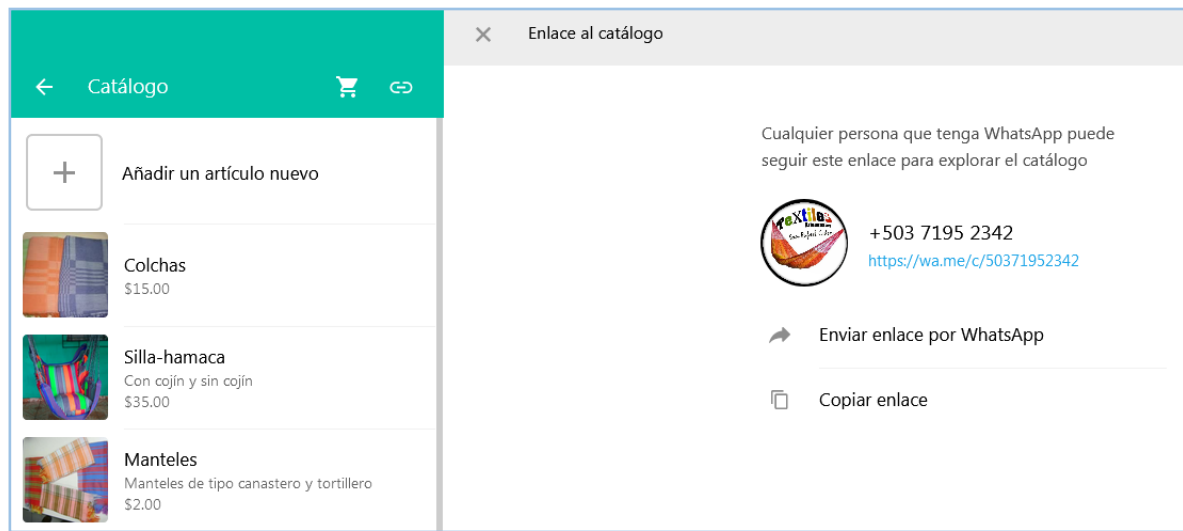 Catálogo
Añadir un artículo nuevo
Colchas
$15.00
Silla-hamaca
Con cojín y sin cojín
$35.00
Manteles
Manteles de tipo canastero y tortillero
$2.00
Enlace al catálogo
Cualquier persona que tenga WhatsApp puede
seguir este enlace para explorar el catálogo
TeXtiles
+503 7195 2342
https://wa.me/c/50371952342
Enviar enlace por WhatsApp
Copiar enlace